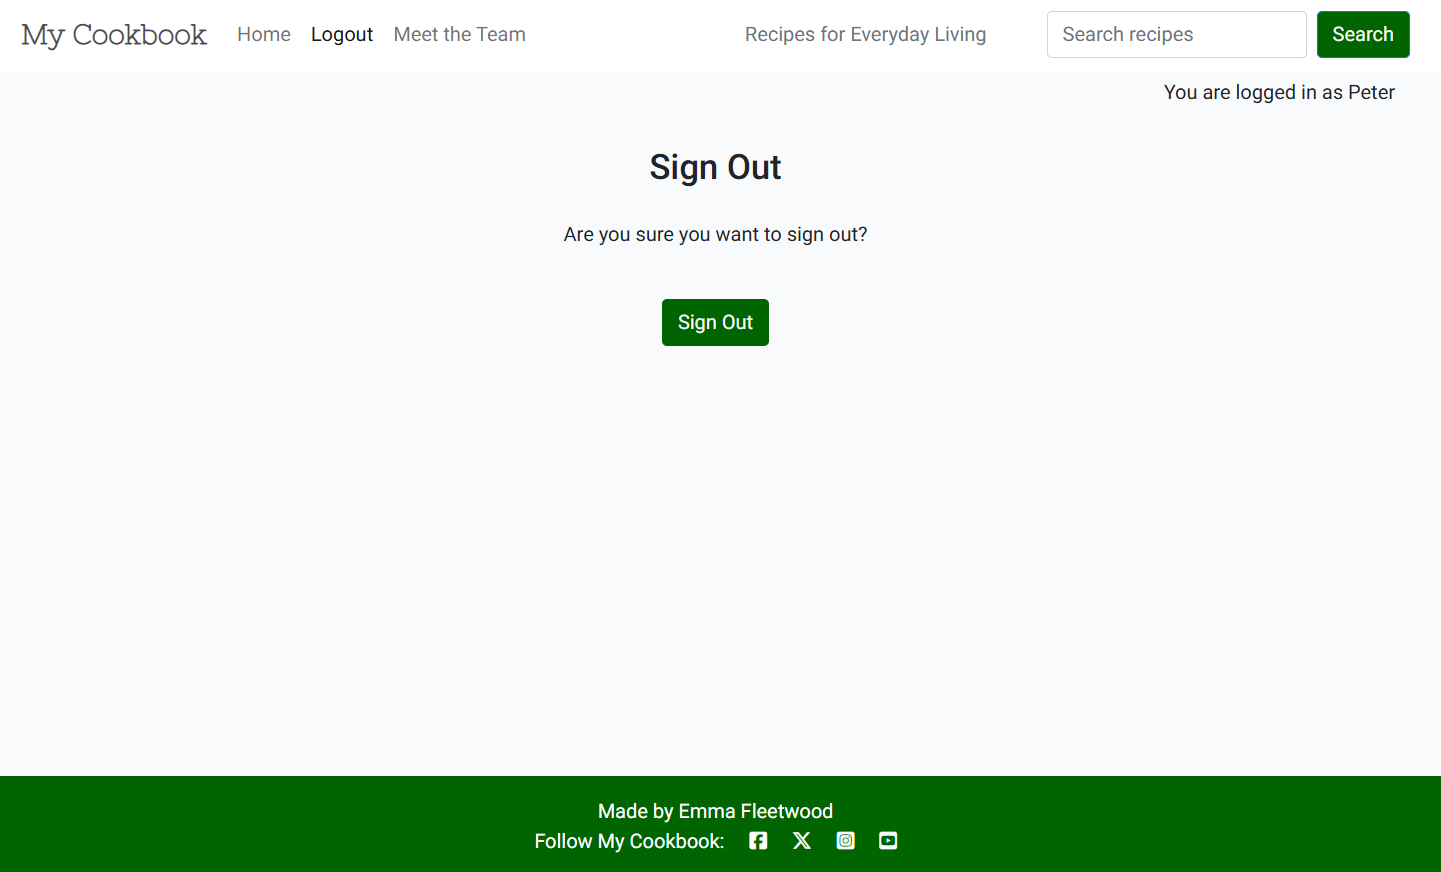 My Cookbook Home Logout Meet the Team Recipes for Everyday Living Search recipes Search
You are logged in as Peter
Sign Out
Are you sure you want to sign out?
Sign Out
Made by Emma Fleetwood
Follow My Cookbook: